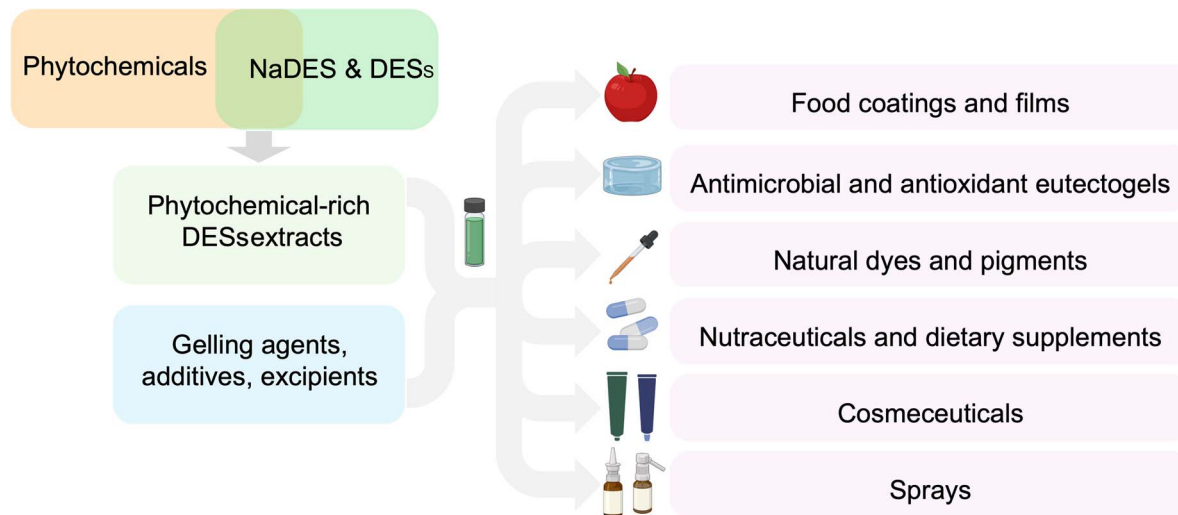 Phytochemicals
NaDES & DESs
Phytochemical-rich
DESsextracts
Gelling agents,
additives, excipients
Food coatings and films
Antimicrobial and antioxidant eutectogels
Natural dyes and pigments
Nutraceuticals and dietary supplements
Cosmeceuticals
Sprays